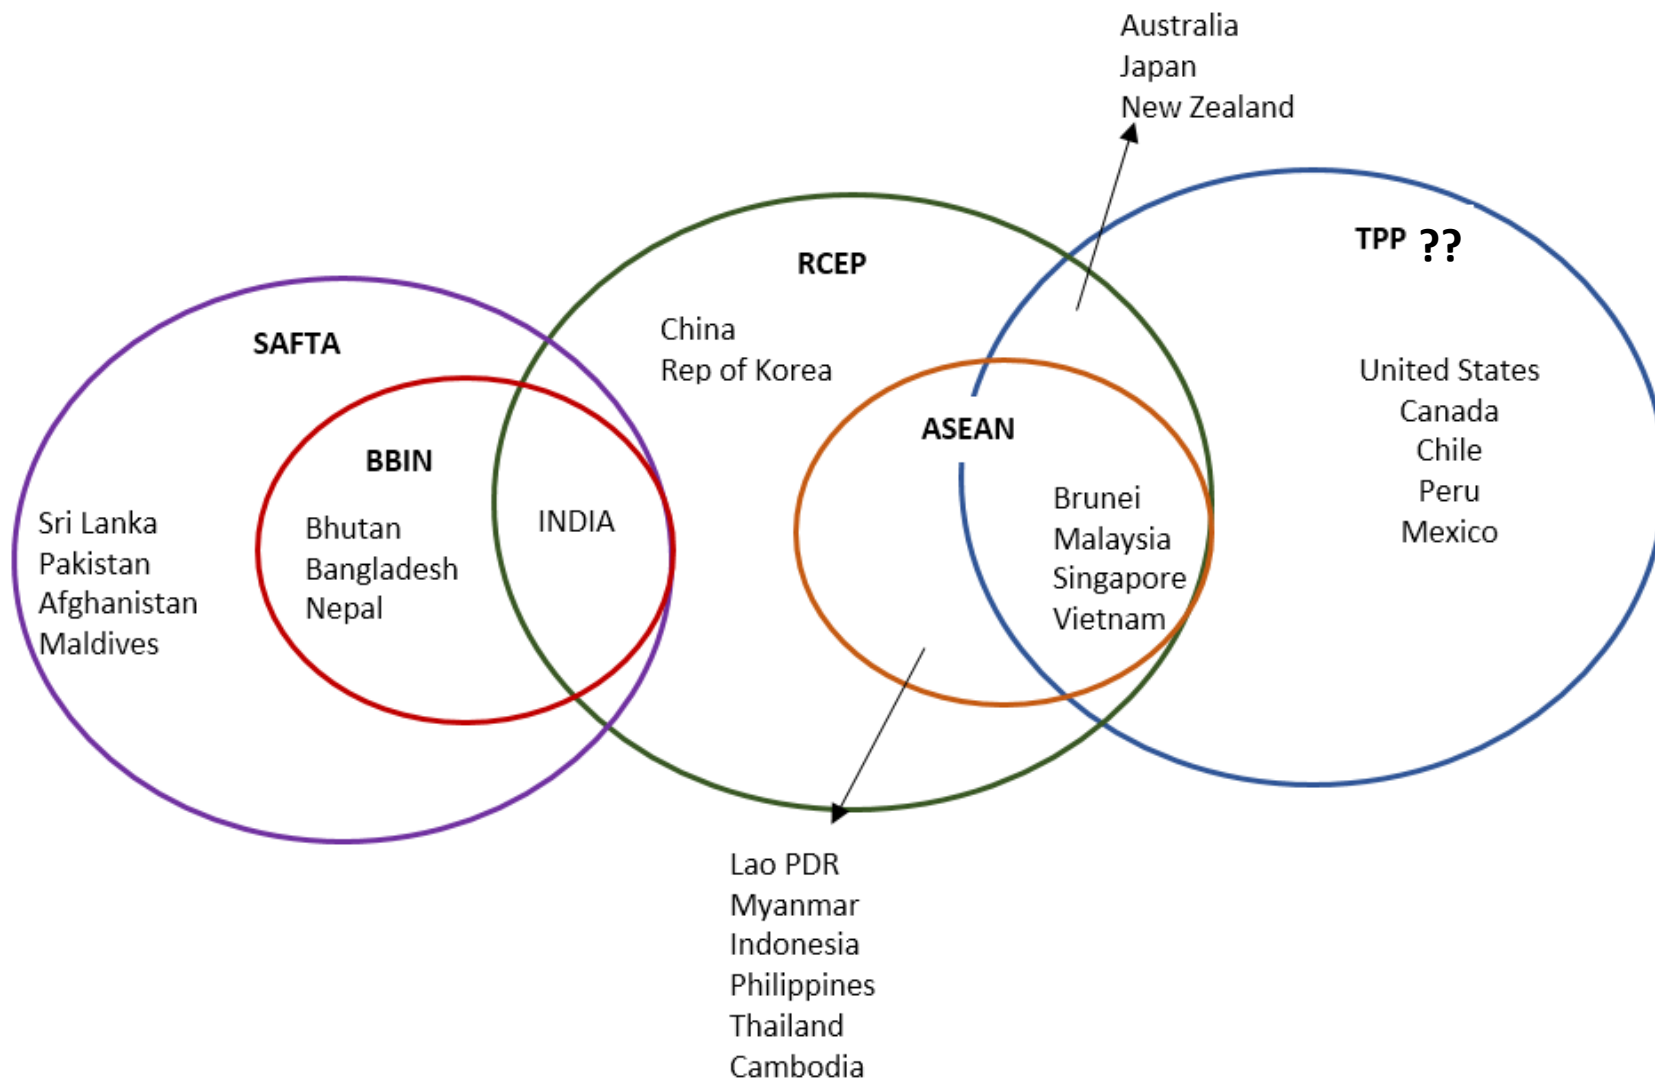 Australia
Japan
New Zealand
TPP ??
RCEP
China
Rep of Korea
SAFTA
United States
Canada
Chile
Peru
Mexico
ASEAN
BBIN
Brunei
Malaysia
Singapore
Vietnam
Sri Lanka
Pakistan
Afghanistan
Maldives
Bhutan
Bangladesh
Nepal
INDIA
Lao PDR
Myanmar
Indonesia
Philippines
Thailand
Cambodia